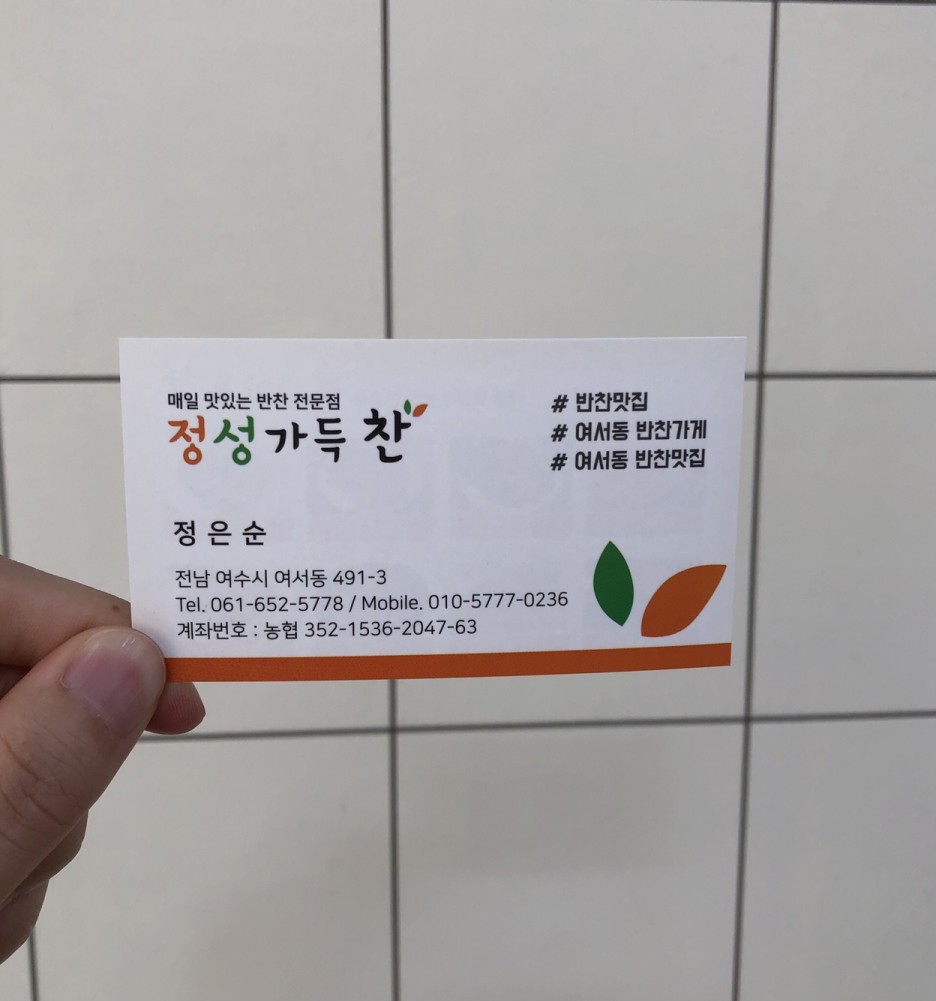 매일 맛있는 반찬 전문점
정성가득 찬
# 반찬맛집
# 여서동 반찬가게
# 여서동 반찬맛집
정은순
전남 여수시 여서동 491-3
Tel. 061-652-5778 / Mobile. 010-5777-0236
계좌번호 : 농협 352-1536-2047-63